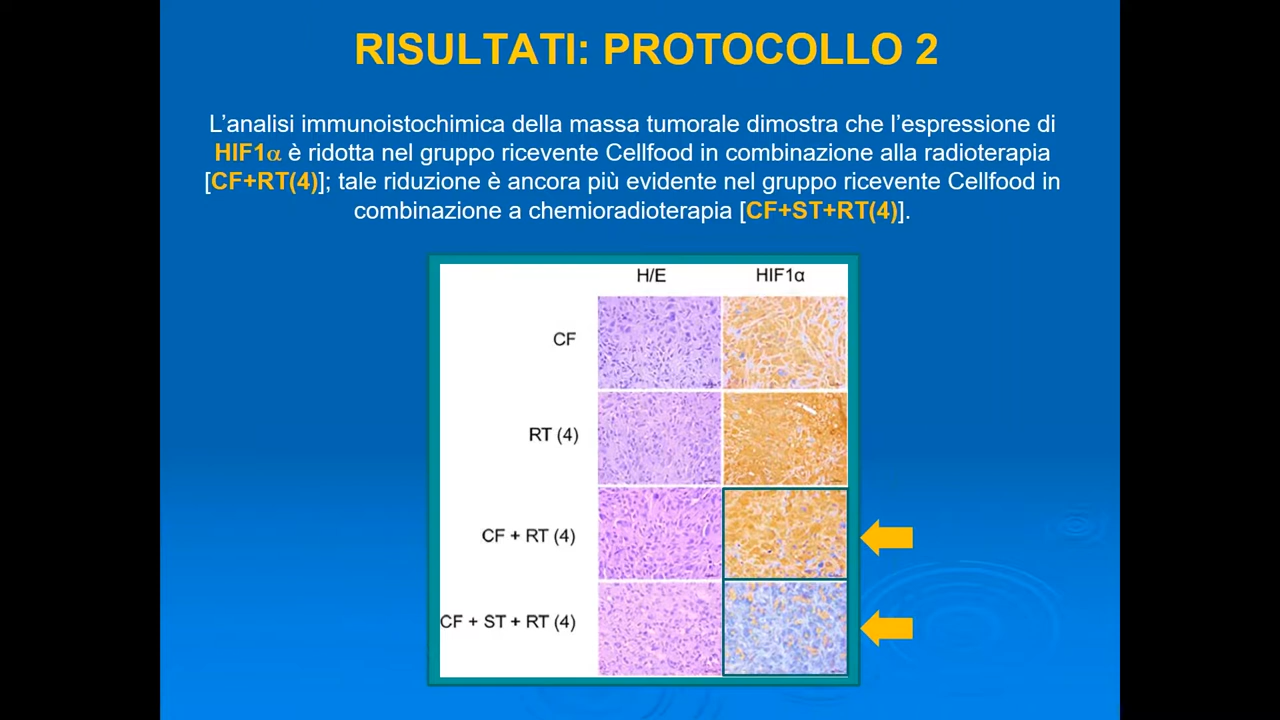 RISULTATI: PROTOCOLLO 2
L’analisi immunoistochimica della massa tumorale dimostra che l’espressione di
HIF1α è ridotta nel gruppo ricevente Cellfood in combinazione alla radioterapia
[CF+RT(4)]; tale riduzione è ancora più evidente nel gruppo ricevente Cellfood in
combinazione a chemioradioterapia [CF+ST+RT(4)].
H/E HIF1α
CF
RT (4)
CF + RT (4)
CF + ST + RT (4)